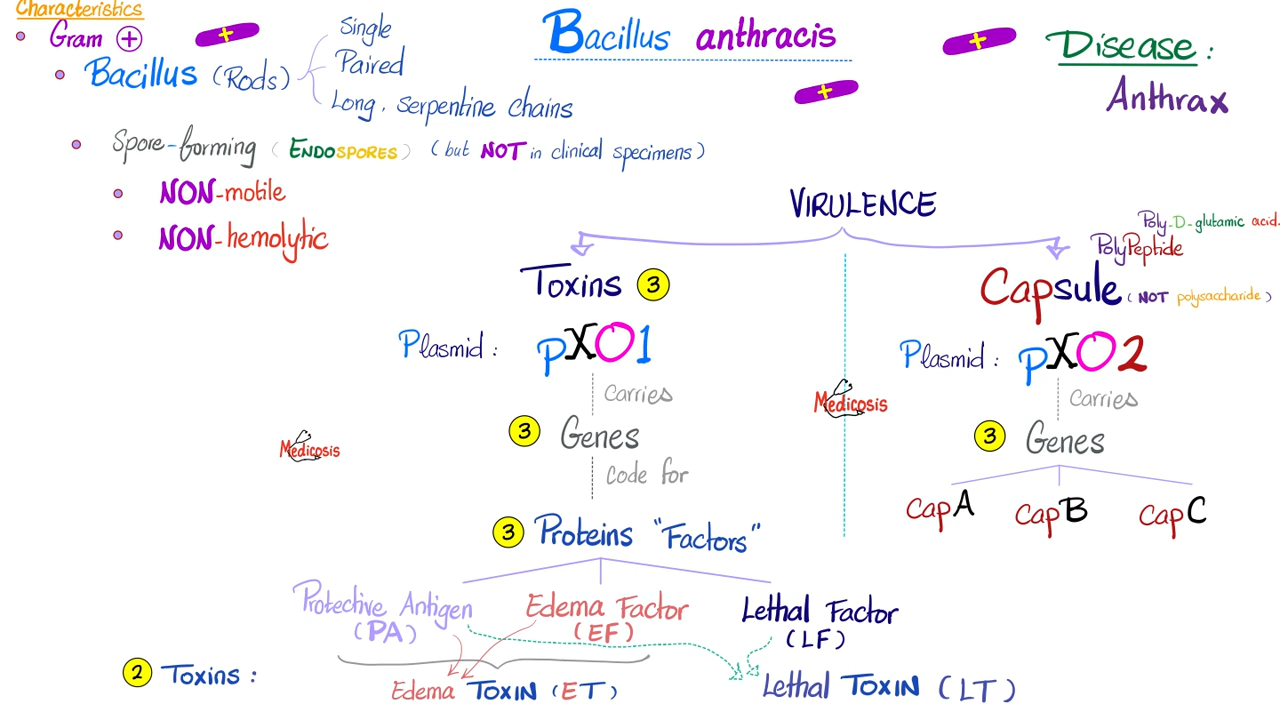 Characteristics
Gram +
Bacillus (Rods)
Single
Paired
Long, serpentine chains
Spore-forming (ENDOSPORES) (but NOT in clinical specimens)
NON-motile
NON-hemolytic
Bacillus anthracis
Disease:
Anthrax
VIRULENCE
Toxins 3
Plasmid: pXO1
Carries
3 Genes
Code for
3 Proteins "Factors"
Protective Antigen
(PA)
Edema Factor
(EF)
Lethal Factor
(LF)
2 Toxins:
Edema TOXIN (ET)
Lethal TOXIN (LT)
Poly-D-glutamic acid.
PolyPeptide
Capsule (NOT polysaccharide)
Plasmid: pXO2
Carries
3 Genes
CapA CapB CapC
Medicosis
Medicosis
+
+
+